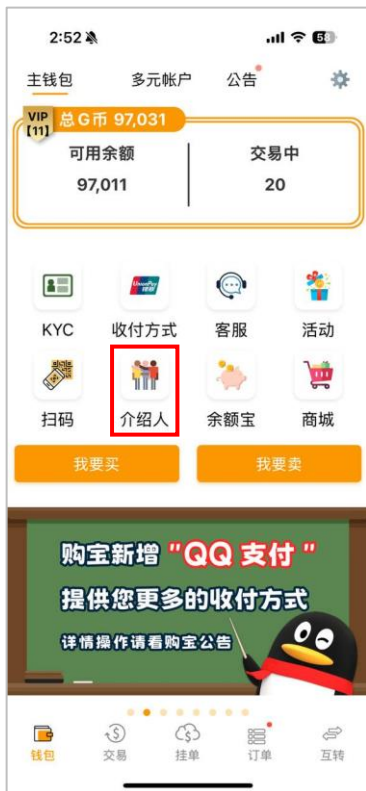 2:52
58
主钱包 多元帐户 公告
VIP
【11】
总G币 97,031
可用余额 交易中
97,011 20
UnionPay
银联
KYC 收付方式 客服 活动
扫码 介绍人 余额宝 商城
我要买 我要卖
购宝新增 "QQ 支付"
提供您更多的收付方式
详情操作请看购宝公告
钱包 交易 挂单 订单 互转